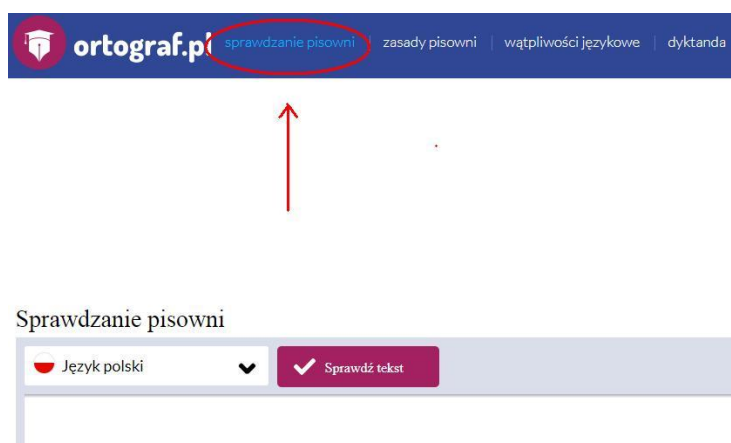 ortograf.pl sprawdzanie pisowni | zasady pisowni | wątpliwości językowe | dyktanda
Sprawdzanie pisowni
Język polski Sprawdź tekst